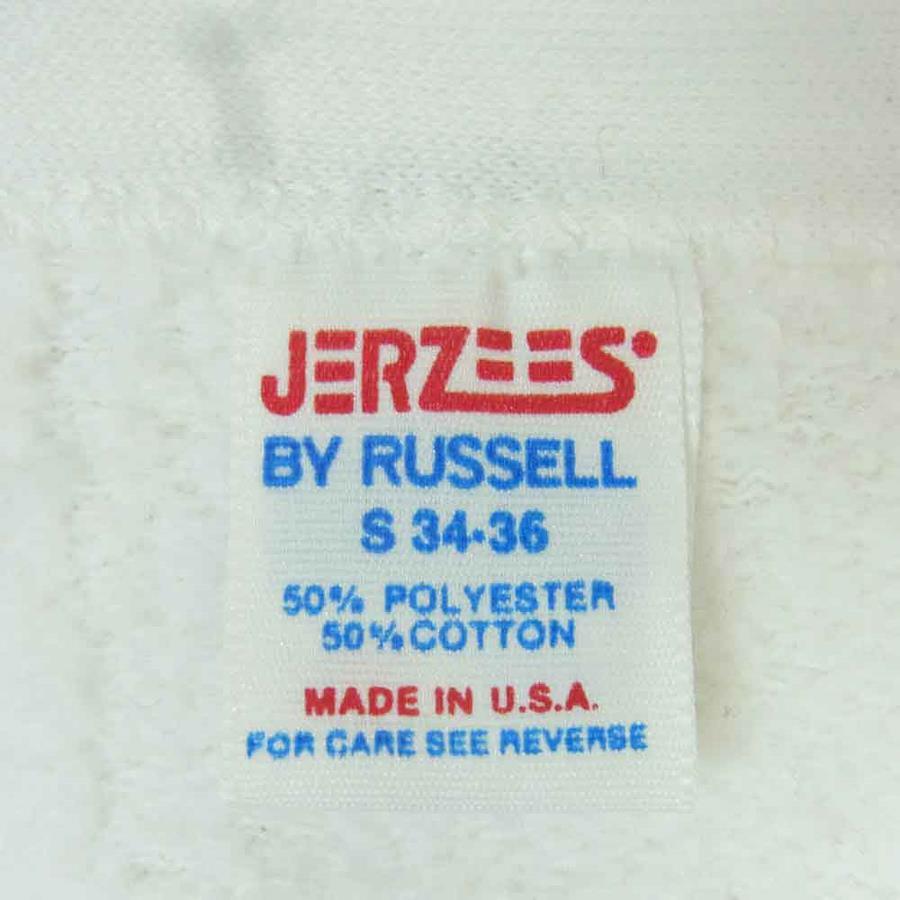 JERZEES
BY RUSSELL
S 34-36
50% POLYESTER
50% COTTON
MADE IN U.S.A.
FOR CARE SEE REVERSE